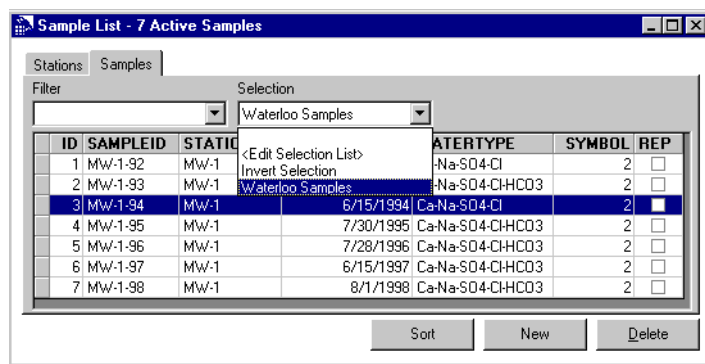 Sample List - 7 Active Samples
Stations Samples
Filter Selection
Waterloo Samples
<Edit Selection List>
Invert Selection
Waterloo Samples
ID SAMPLEID STATIC ATERTYPE SYMBOL REP
1 MW-1-92 MW-1 a-Na-SO4-Cl 2
2 MW-1-93 MW-1 a-Na-SO4-Cl-HCO3 2
3 MW-1-94 MW-1 6/15/1994 Ca-Na-SO4-Cl 2
4 MW-1-95 MW-1 7/30/1995 Ca-Na-SO4-Cl-HCO3 2
5 MW-1-96 MW-1 7/28/1996 Ca-Na-SO4-Cl-HCO3 2
6 MW-1-97 MW-1 6/15/1997 Ca-Na-SO4-Cl-HCO3 2
7 MW-1-98 MW-1 8/1/1998 Ca-Na-SO4-Cl-HCO3 2
Sort New Delete